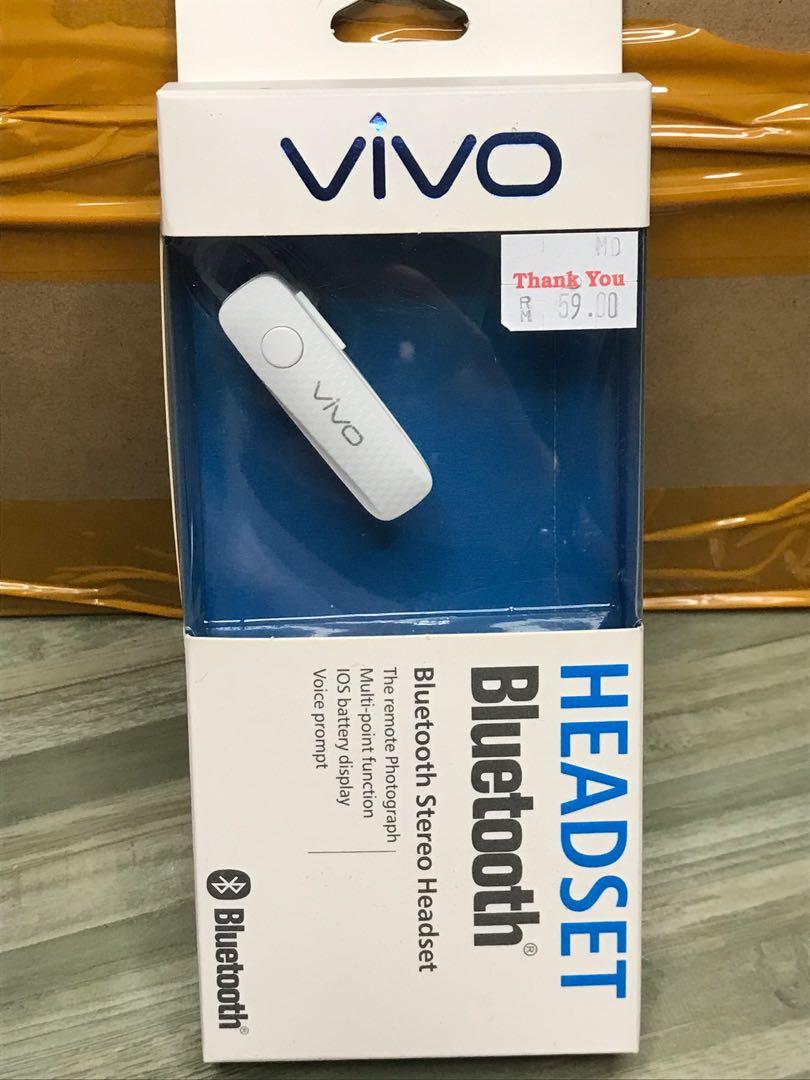 vivo
MD
Thank You
RM 59.00
vivo
HEADSET
Bluetooth®
Bluetooth Stereo Headset
The remote Photograph
Multi-point function
IOS battery display
Voice prompt
Bluetooth®